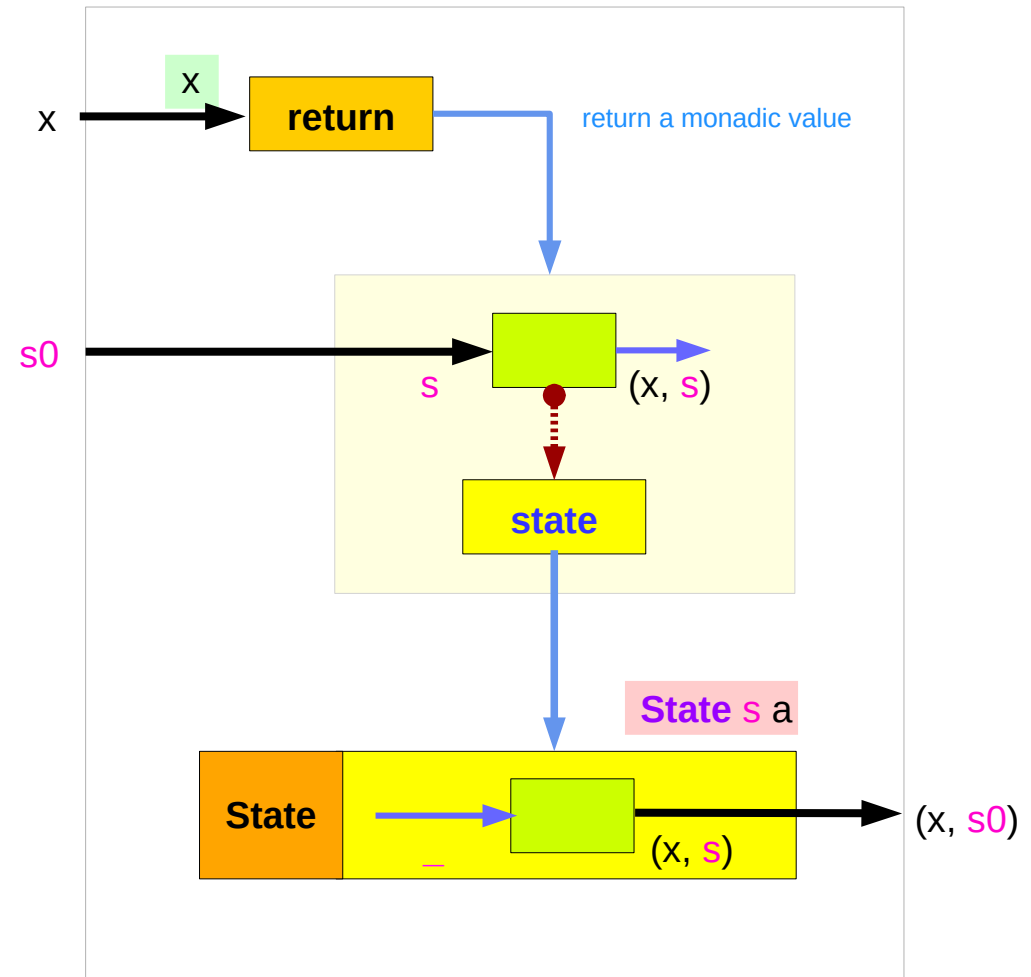 x
x
return
return a monadic value
s0
s
(x, s)
state
State s a
State
_
(x, s)
(x, s0)